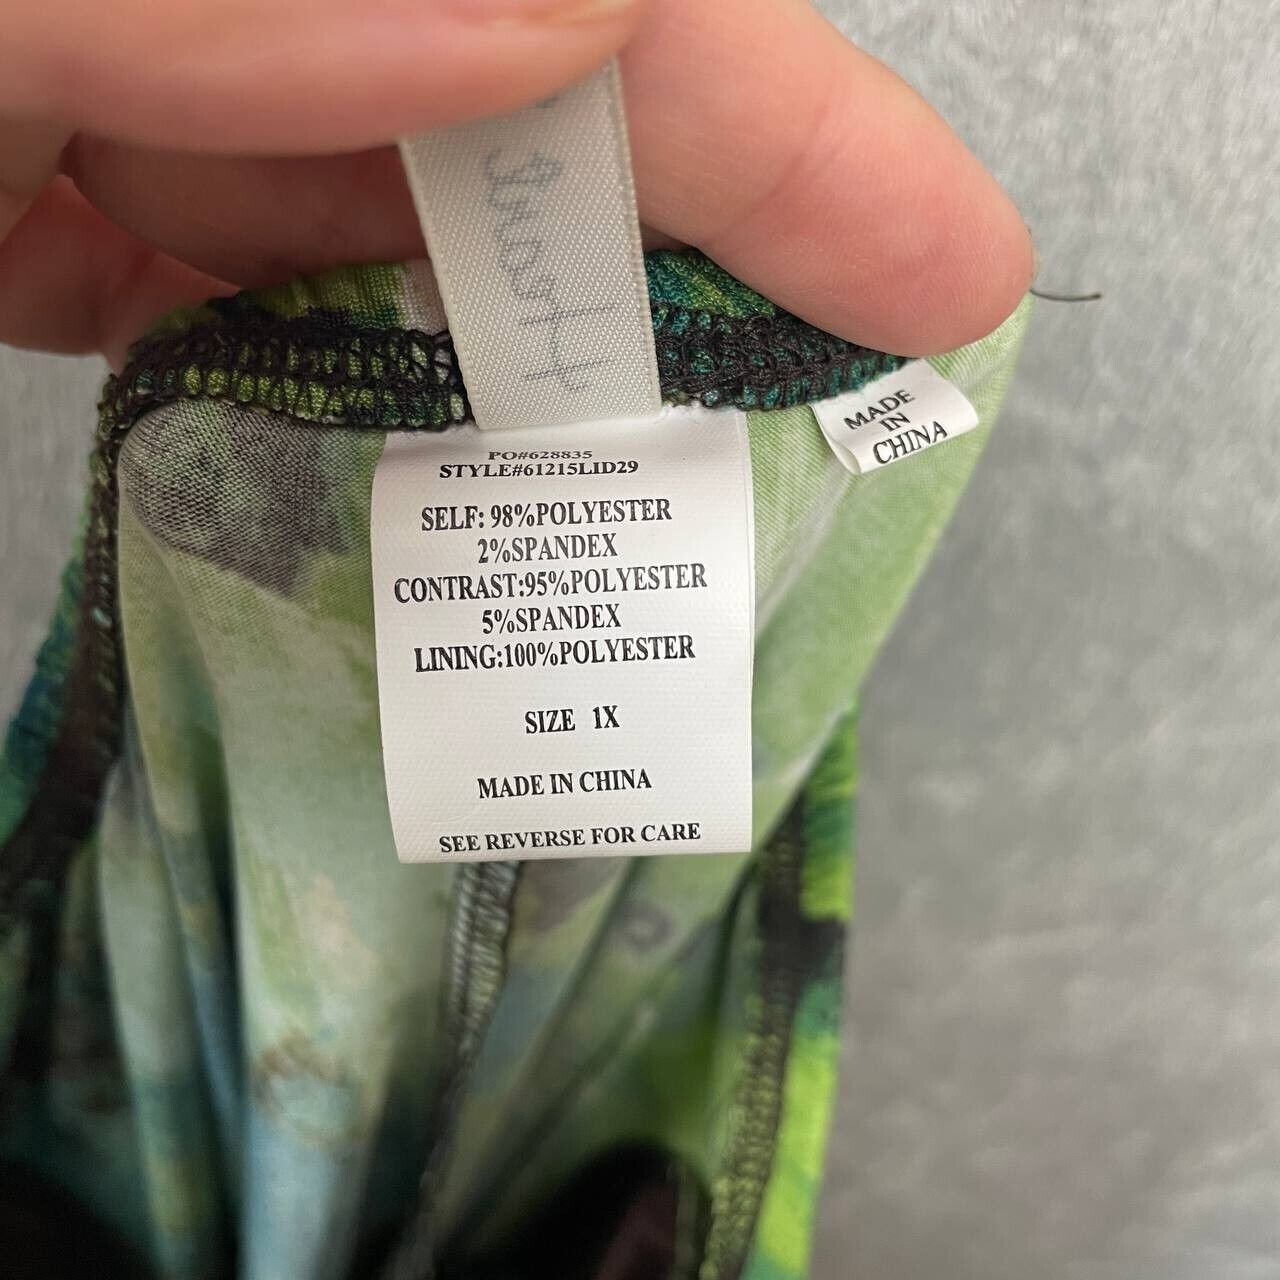 PO#628835
STYLE#61215LID29
SELF: 98%POLYESTER
2%SPANDEX
CONTRAST:95%POLYESTER
5%SPANDEX
LINING:100%POLYESTER
SIZE 1X
MADE IN CHINA
SEE REVERSE FOR CARE
MADE
IN
CHINA